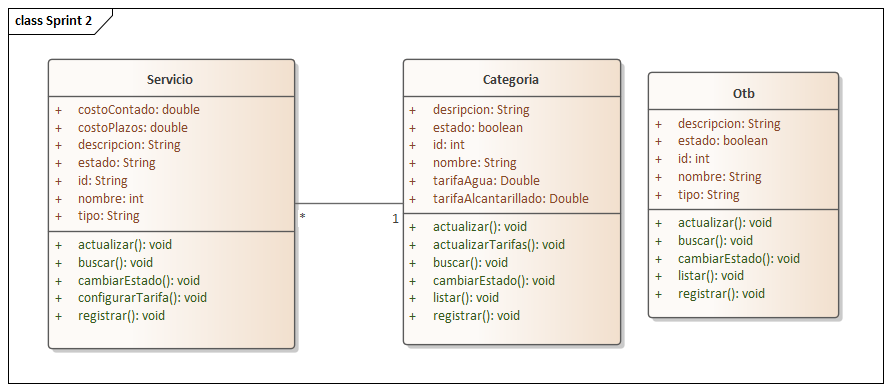 class Sprint 2
Servicio
+ costoContado: double
+ costoPlazos: double
+ descripcion: String
+ estado: String
+ id: String
+ nombre: int
+ tipo: String
+ actualizar(): void
+ buscar(): void
+ cambiarEstado(): void
+ configurarTarifa(): void
+ registrar(): void
* 1
Categoria
+ desripcion: String
+ estado: boolean
+ id: int
+ nombre: String
+ tarifaAgua: Double
+ tarifaAlcantarillado: Double
+ actualizar(): void
+ actualizarTarifas(): void
+ buscar(): void
+ cambiarEstado(): void
+ listar(): void
+ registrar(): void
Otb
+ descripcion: String
+ estado: boolean
+ id: int
+ nombre: String
+ tipo: String
+ actualizar(): void
+ buscar(): void
+ cambiarEstado(): void
+ listar(): void
+ registrar(): void